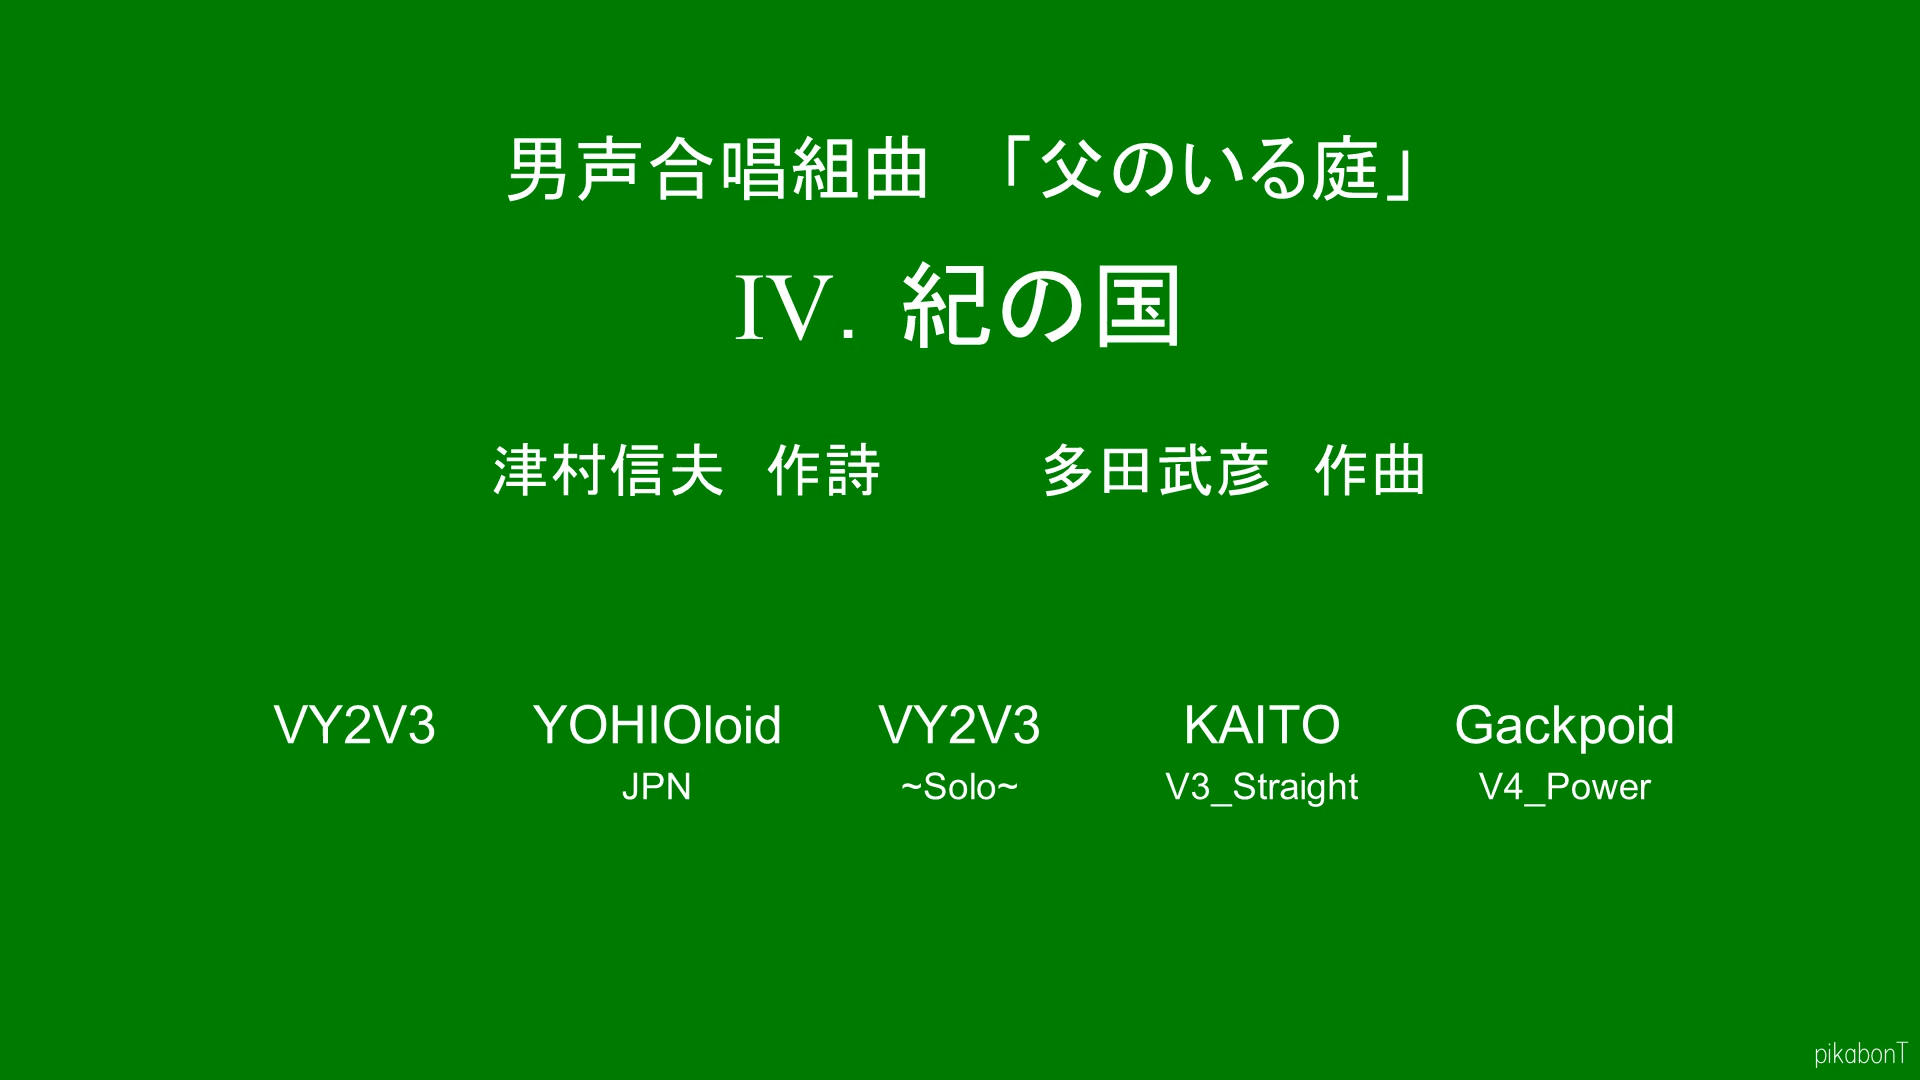 男声合唱組曲　「父のいる庭」
IV. 紀の国
津村信夫　作詩　　　多田武彦　作曲
VY2V3　YOHIOloid　VY2V3　KAITO　Gackpoid
JPN　~Solo~　V3_Straight　V4_Power
pikabonT